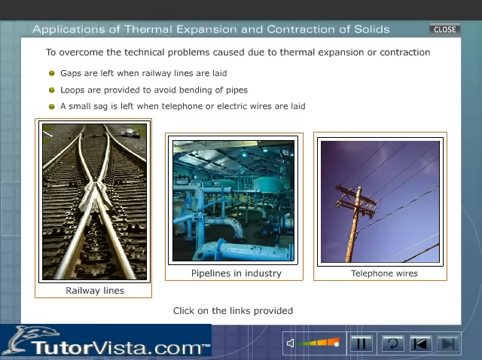 Applications of Thermal Expansion and Contraction of Solids
CLOSE
To overcome the technical problems caused due to thermal expansion or contraction
Gaps are left when railway lines are laid
Loops are provided to avoid bending of pipes
A small sag is left when telephone or electric wires are laid
Railway lines
Pipelines in industry
Telephone wires
Click on the links provided
TutorVista.com™